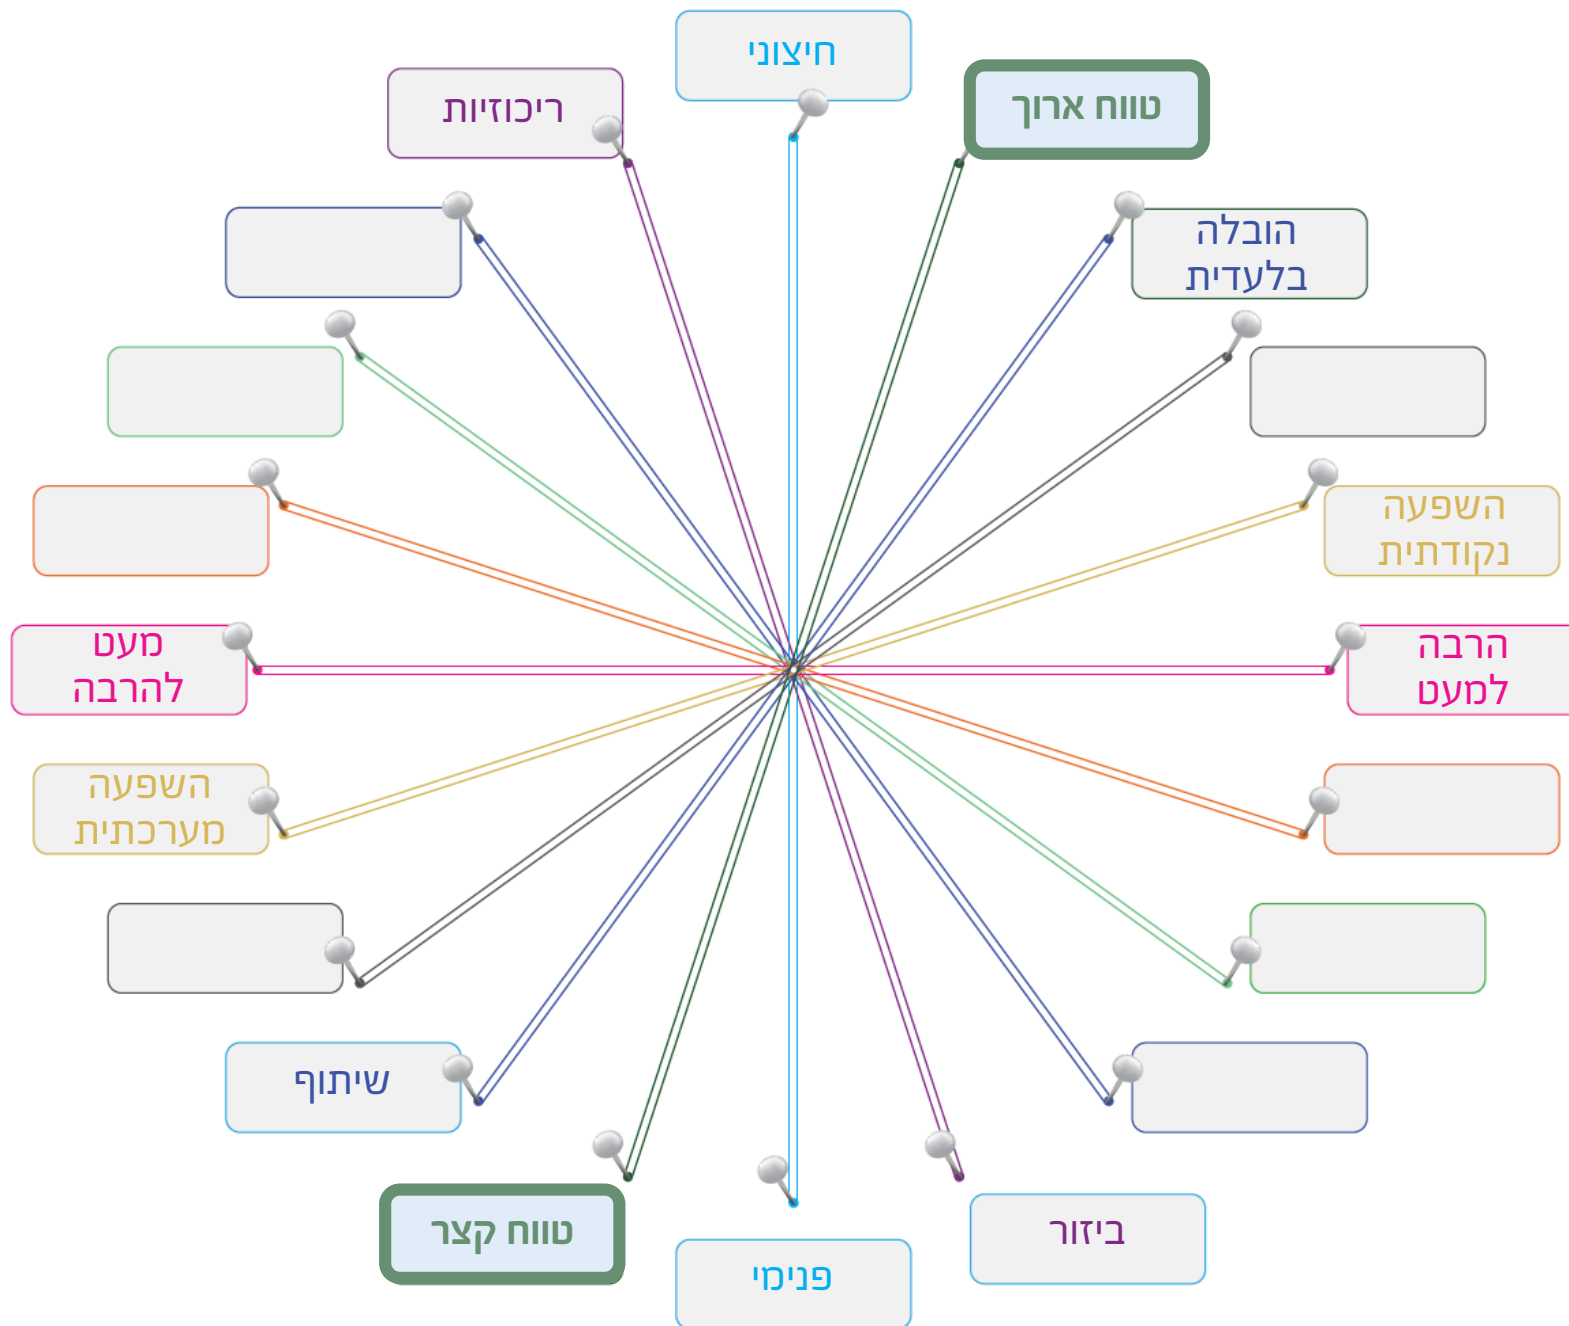 חיצוני
טווח ארוך
ריכוזיות
הובלה
בלעדית
השפעה
נקודתית
הרבה
למעט
מעט
להרבה
השפעה
מערכתית
שיתוף
טווח קצר
ביזור
פנימי